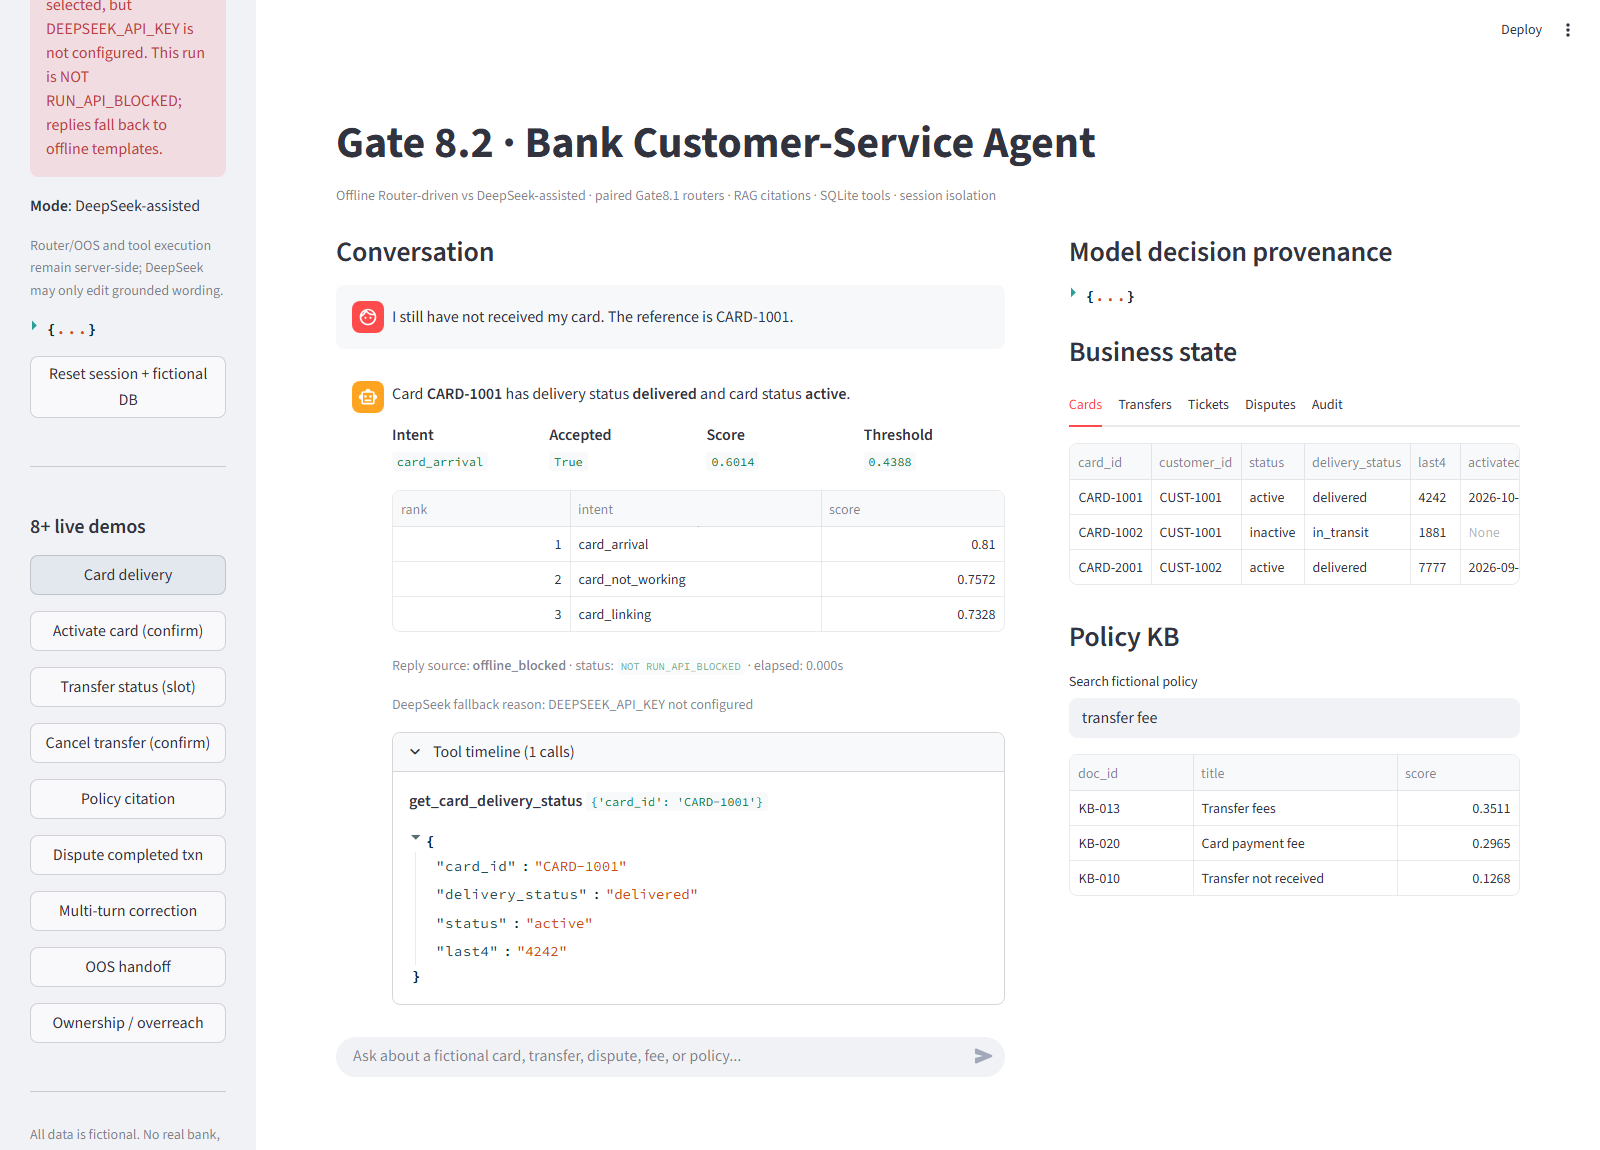 selected, but
DEEPSEEK_API_KEY is
not configured. This run
is NOT
RUN_API_BLOCKED;
replies fall back to
offline templates.
Mode: DeepSeek-assisted
Router/OOS and tool execution
remain server-side; DeepSeek
may only edit grounded wording.
{...}
Reset session + fictional
DB
8+ live demos
Card delivery
Activate card (confirm)
Transfer status (slot)
Cancel transfer (confirm)
Policy citation
Dispute completed txn
Multi-turn correction
OOS handoff
Ownership / overreach
All data is fictional. No real bank,
Deploy
Gate 8.2 · Bank Customer-Service Agent
Offline Router-driven vs DeepSeek-assisted · paired Gate8.1 routers · RAG citations · SQLite tools · session isolation
Conversation
I still have not received my card. The reference is CARD-1001.
Card CARD-1001 has delivery status delivered and card status active.
Intent Accepted Score Threshold
card_arrival True 0.6014 0.4388
rank intent score
1 card_arrival 0.81
2 card_not_working 0.7572
3 card_linking 0.7328
Reply source: offline_blocked · status: NOT RUN_API_BLOCKED · elapsed: 0.000s
DeepSeek fallback reason: DEEPSEEK_API_KEY not configured
Tool timeline (1 calls)
get_card_delivery_status {'card_id': 'CARD-1001'}
{
"card_id" : "CARD-1001"
"delivery_status" : "delivered"
"status" : "active"
"last4" : "4242"
}
Ask about a fictional card, transfer, dispute, fee, or policy...
Model decision provenance
{...}
Business state
Cards Transfers Tickets Disputes Audit
card_id customer_id status delivery_status last4 activated
CARD-1001 CUST-1001 active delivered 4242 2026-10-
CARD-1002 CUST-1001 inactive in_transit 1881 None
CARD-2001 CUST-1002 active delivered 7777 2026-09-
Policy KB
Search fictional policy
transfer fee
doc_id title score
KB-013 Transfer fees 0.3511
KB-020 Card payment fee 0.2965
KB-010 Transfer not received 0.1268